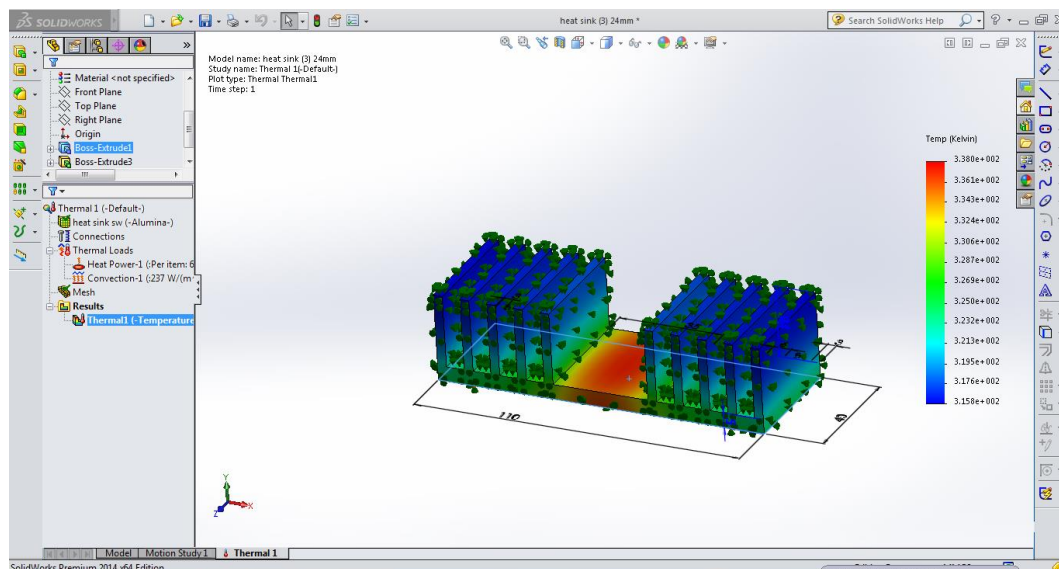 SOLIDWORKS
heat sink (3) 24mm *
Search SolidWorks Help
Model name: heat sink (3) 24mm
Study name: Thermal 1(-Default-)
Plot type: Thermal Thermal1
Time step: 1
Material <not specified>
Front Plane
Top Plane
Right Plane
Origin
Boss-Extrude1
Boss-Extrude3
Thermal 1 (-Default-)
heat sink sw (-Alumina-)
Connections
Thermal Loads
Heat Power-1 (:Per item: 6
Convection-1 (:237 W/(m
Mesh
Results
Thermal1 (-Temperature
Temp (Kelvin)
3.380e+002
3.361e+002
3.343e+002
3.324e+002
3.306e+002
3.287e+002
3.269e+002
3.250e+002
3.232e+002
3.213e+002
3.195e+002
3.176e+002
3.158e+002
110
Y
X
Z
Model
Motion Study 1
Thermal 1
SolidWorks Premium 2014 x64 Edition